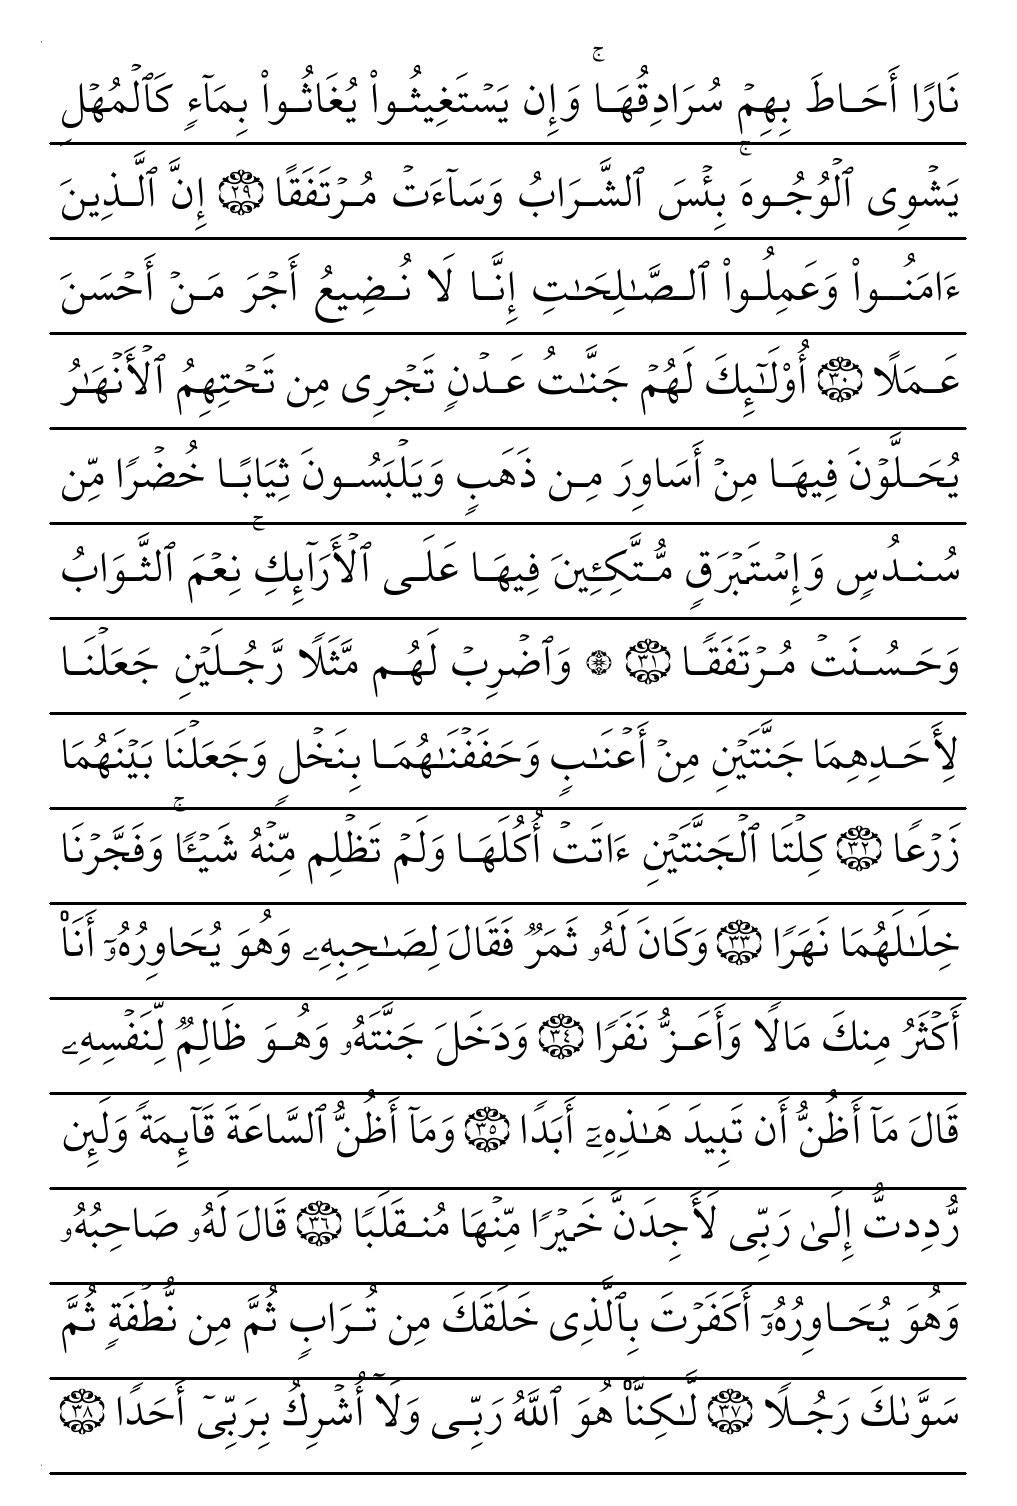 نَارًا أَحَاطَ بِهِمۡ سُرَادِقُهَاۚ وَإِن يَسۡتَغِيثُواْ يُغَاثُواْ بِمَآءٖ كَٱلۡمُهۡلِ
يَشۡوِى ٱلۡوُجُوهَۚ بِئۡسَ ٱلشَّرَابُ وَسَآءَتۡ مُرۡتَفَقًا ٢٩ إِنَّ ٱلَّذِينَ
ءَامَنُواْ وَعَمِلُواْ ٱلصَّٰلِحَٰتِ إِنَّا لَا نُضِيعُ أَجۡرَ مَنۡ أَحۡسَنَ
عَمَلًا ٣٠ أُوْلَٰٓئِكَ لَهُمۡ جَنَّٰتُ عَدۡنٖ تَجۡرِى مِن تَحۡتِهِمُ ٱلۡأَنۡهَٰرُ
يُحَلَّوۡنَ فِيهَا مِنۡ أَسَاوِرَ مِن ذَهَبٖ وَيَلۡبَسُونَ ثِيَابًا خُضۡرًا مِّن
سُندُسٖ وَإِسۡتَبۡرَقٖ مُّتَّكِـِٔينَ فِيهَا عَلَى ٱلۡأَرَآئِكِۚ نِعۡمَ ٱلثَّوَابُ
وَحَسُنَتۡ مُرۡتَفَقًا ٣١ ۞ وَٱضۡرِبۡ لَهُم مَّثَلًا رَّجُلَيۡنِ جَعَلۡنَا
لِأَحَدِهِمَا جَنَّتَيۡنِ مِنۡ أَعۡنَٰبٖ وَحَفَفۡنَٰهُمَا بِنَخۡلٖ وَجَعَلۡنَا بَيۡنَهُمَا
زَرۡعًا ٣٢ كِلۡتَا ٱلۡجَنَّتَيۡنِ ءَاتَتۡ أُكُلَهَا وَلَمۡ تَظۡلِم مِّنۡهُ شَيۡـٔٗاۚ وَفَجَّرۡنَا
خِلَٰلَهُمَا نَهَرًا ٣٣ وَكَانَ لَهُۥ ثَمَرٞ فَقَالَ لِصَٰحِبِهِۦ وَهُوَ يُحَاوِرُهُۥٓ أَنَا۠
أَكۡثَرُ مِنكَ مَالًا وَأَعَزُّ نَفَرًا ٣٤ وَدَخَلَ جَنَّتَهُۥ وَهُوَ ظَالِمٞ لِّنَفۡسِهِۦ
قَالَ مَآ أَظُنُّ أَن تَبِيدَ هَٰذِهِۦٓ أَبَدًا ٣٥ وَمَآ أَظُنُّ ٱلسَّاعَةَ قَآئِمَةً وَلَئِن
رُّدِدتُّ إِلَىٰ رَبِّى لَأَجِدَنَّ خَيۡرًا مِّنۡهَا مُنقَلَبًا ٣٦ قَالَ لَهُۥ صَاحِبُهُۥ
وَهُوَ يُحَاوِرُهُۥٓ أَكَفَرۡتَ بِٱلَّذِى خَلَقَكَ مِن تُرَابٖ ثُمَّ مِن نُّطۡفَةٖ ثُمَّ
سَوَّىٰكَ رَجُلًا ٣٧ لَّٰكِنَّا۠ هُوَ ٱللَّهُ رَبِّى وَلَآ أُشۡرِكُ بِرَبِّىٓ أَحَدًا ٣٨